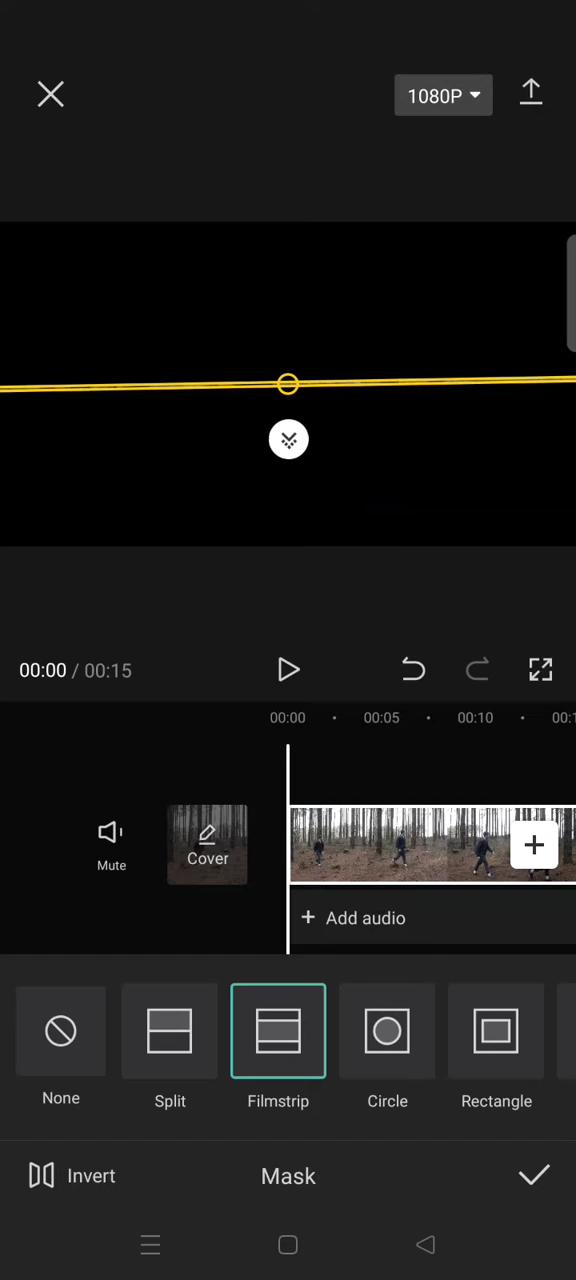 1080P
00:00 / 00:15
00:00 • 00:05 • 00:10 • 00:1
Mute
Cover
+ Add audio
None
Split
Filmstrip
Circle
Rectangle
Invert
Mask